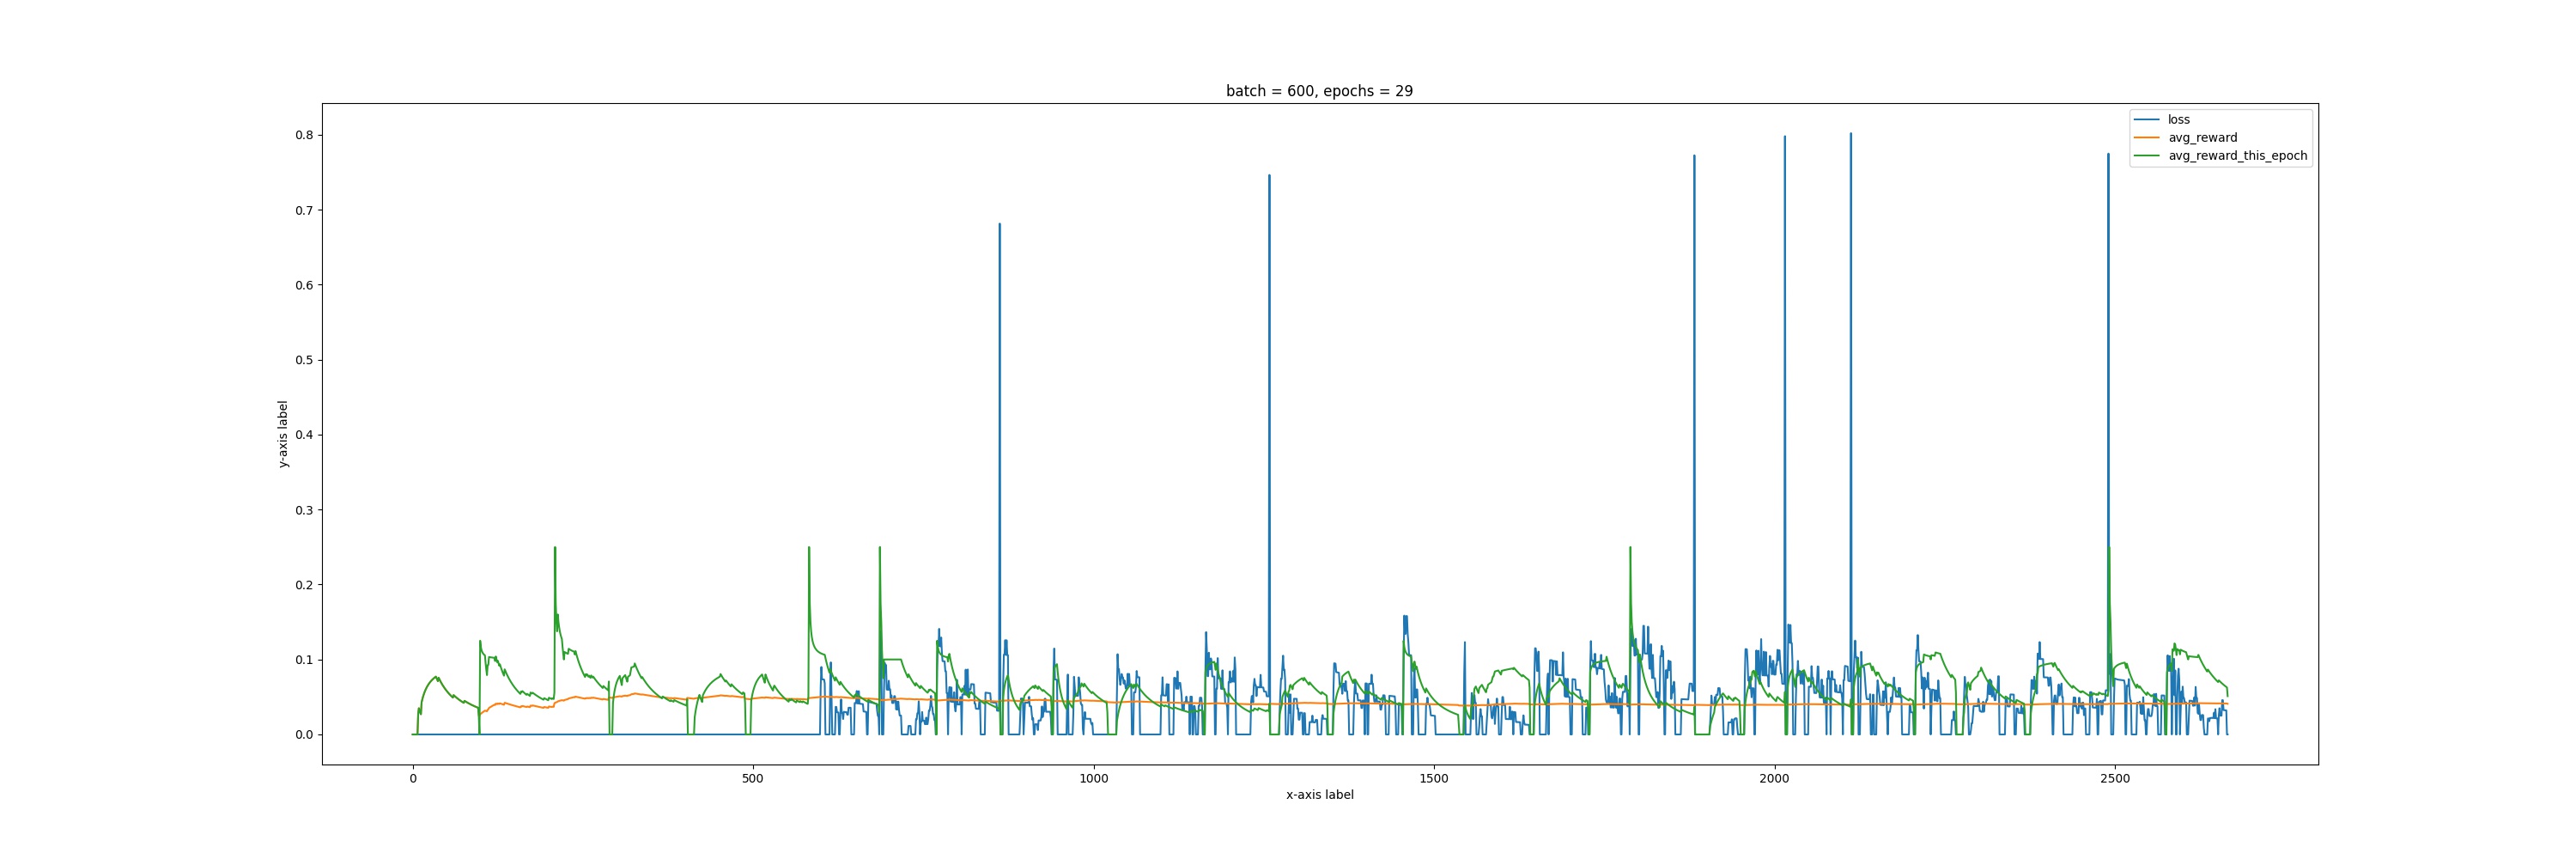 batch = 600, epochs = 29
loss
avg_reward
avg_reward_this_epoch
y-axis label
0.8
0.7
0.6
0.5
0.4
0.3
0.2
0.1
0.0
0 500 1000 1500 2000 2500
x-axis label